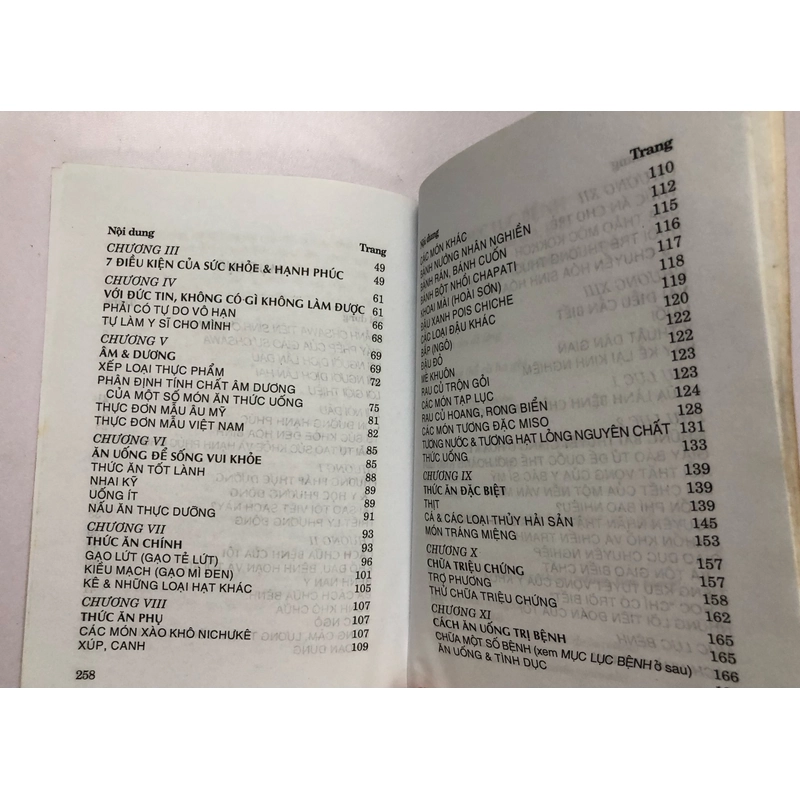 Nội dung Trang
CHƯƠNG III 49
7 ĐIỀU KIỆN CỦA SỨC KHỎE & HẠNH PHÚC 49
CHƯƠNG IV 61
VỚI ĐỨC TIN, KHÔNG CÓ GÌ KHÔNG LÀM ĐƯỢC 61
PHẢI CÓ TỰ DO VÔ HẠN 66
TỰ LÀM Y SĨ CHO MÌNH 68
CHƯƠNG V 69
ÂM & DƯƠNG 69
XẾP LOẠI THỰC PHẨM 72
PHÂN ĐỊNH TÍNH CHẤT ÂM DƯƠNG
CỦA MỘT SỐ MÓN ĂN THỨC UỐNG 75
THỰC ĐƠN MẪU ÂU MỸ 81
THỰC ĐƠN MẪU VIỆT NAM 82
CHƯƠNG VI 85
ĂN UỐNG ĐỂ SỐNG VUI KHỎE 85
THỨC ĂN TỐT LÀNH 88
NHAI KỸ 89
UỐNG ÍT 89
NẤU ĂN THỰC DƯỠNG 91
CHƯƠNG VII 93
THỨC ĂN CHÍNH 93
GẠO LỨT (GẠO TẺ LỨT) 96
KIỀU MẠCH (GẠO MÌ ĐEN) 101
KÊ & NHỮNG LOẠI HẠT KHÁC 105
CHƯƠNG VIII 107
THỨC ĂN PHỤ 107
CÁC MÓN XÀO KHÔ NICHUKÊ 107
XÚP, CANH 109
258
Nội dung Trang
CÁC MÓN KHÁC 110
BÁNH NƯỚNG NHÂN NGHIỀN 112
BÁNH RÁN, BÁNH CUỐN 115
BÁNH BỘT NHỒI CHAPATI 116
KHOAI MÀI (HOÀI SƠN) 117
ĐẬU XANH POIS CHICHE 118
CÁC LOẠI ĐẬU KHÁC 120
BẮP (NGÔ) 122
ĐẬU ĐỎ 122
MÈ KHUÔN 123
RAU CỦ TRỘN GỎI 123
CÁC MÓN TẠP LỤC 124
RAU CỦ HOANG, RONG BIỂN 128
CÁC MÓN TƯƠNG ĐẶC MISO 131
TƯƠNG NƯỚC & TƯƠNG HẠT LỎNG NGUYÊN CHẤT 133
THỨC UỐNG
CHƯƠNG IX 139
THỨC ĂN ĐẶC BIỆT 139
THỊT 139
CÁ & CÁC LOẠI THỦY HẢI SẢN 145
MÓN TRÁNG MIỆNG 153
CHƯƠNG X 157
CHỮA TRIỆU CHỨNG 157
TRỢ PHƯƠNG 158
THỬ CHỮA TRIỆU CHỨNG 162
CHƯƠNG XI 165
CÁCH ĂN UỐNG TRỊ BỆNH 165
CHỮA MỘT SỐ BỆNH (xem MỤC LỤC BỆNH ở sau) 166
ĂN UỐNG & TÌNH DỤC